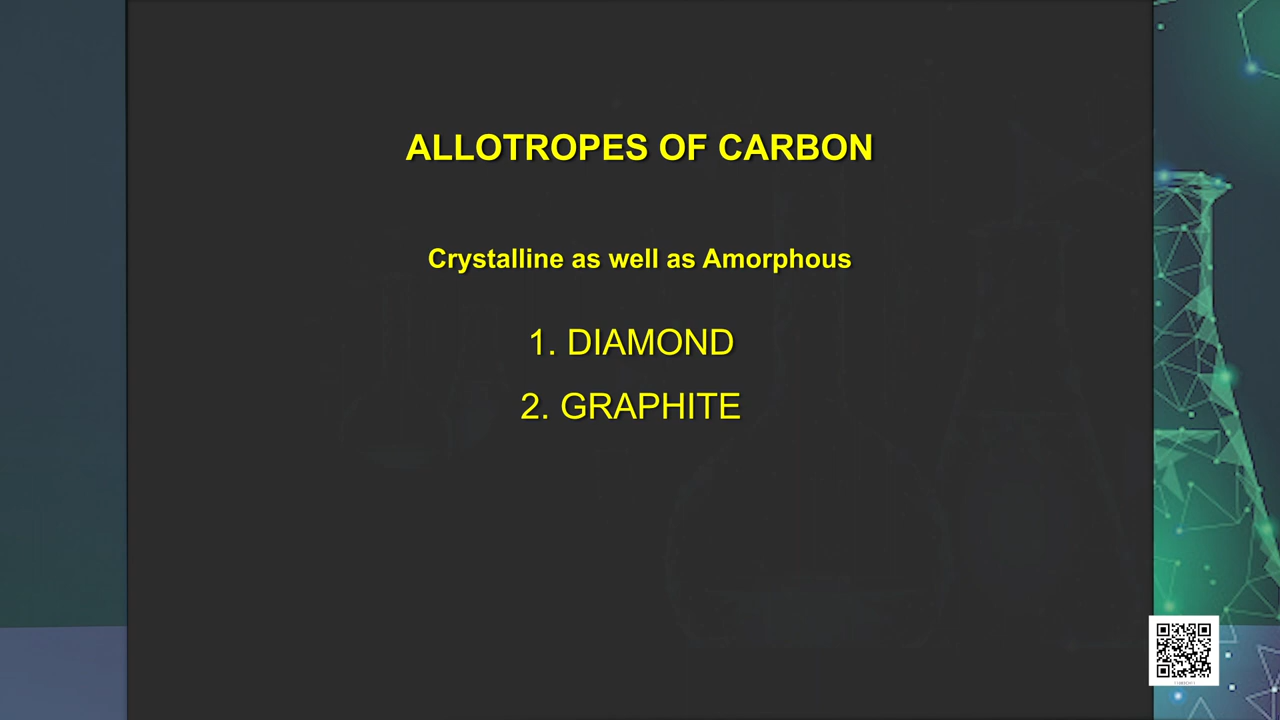 ALLOTROPES OF CARBON
Crystalline as well as Amorphous
1. DIAMOND
2. GRAPHITE